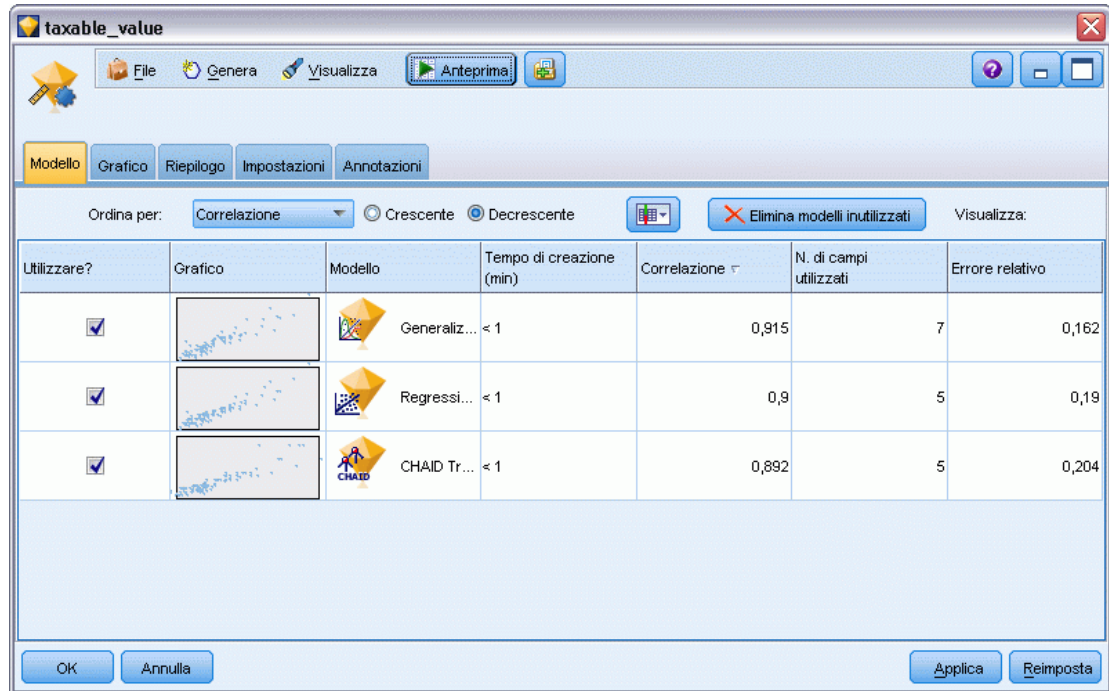 taxable_value
File Genera Visualizza Anteprima
Modello Grafico Riepilogo Impostazioni Annotazioni
Ordina per: Correlazione Crescente Decrescente Elimina modelli inutilizzati Visualizza:
Utilizzare? Grafico Modello Tempo di creazione (min) Correlazione N. di campi utilizzati Errore relativo
Generaliz... < 1 0,915 7 0,162
Regressi... < 1 0,9 5 0,19
CHAID CHAID Tr... < 1 0,892 5 0,204
OK Annulla Applica Reimposta